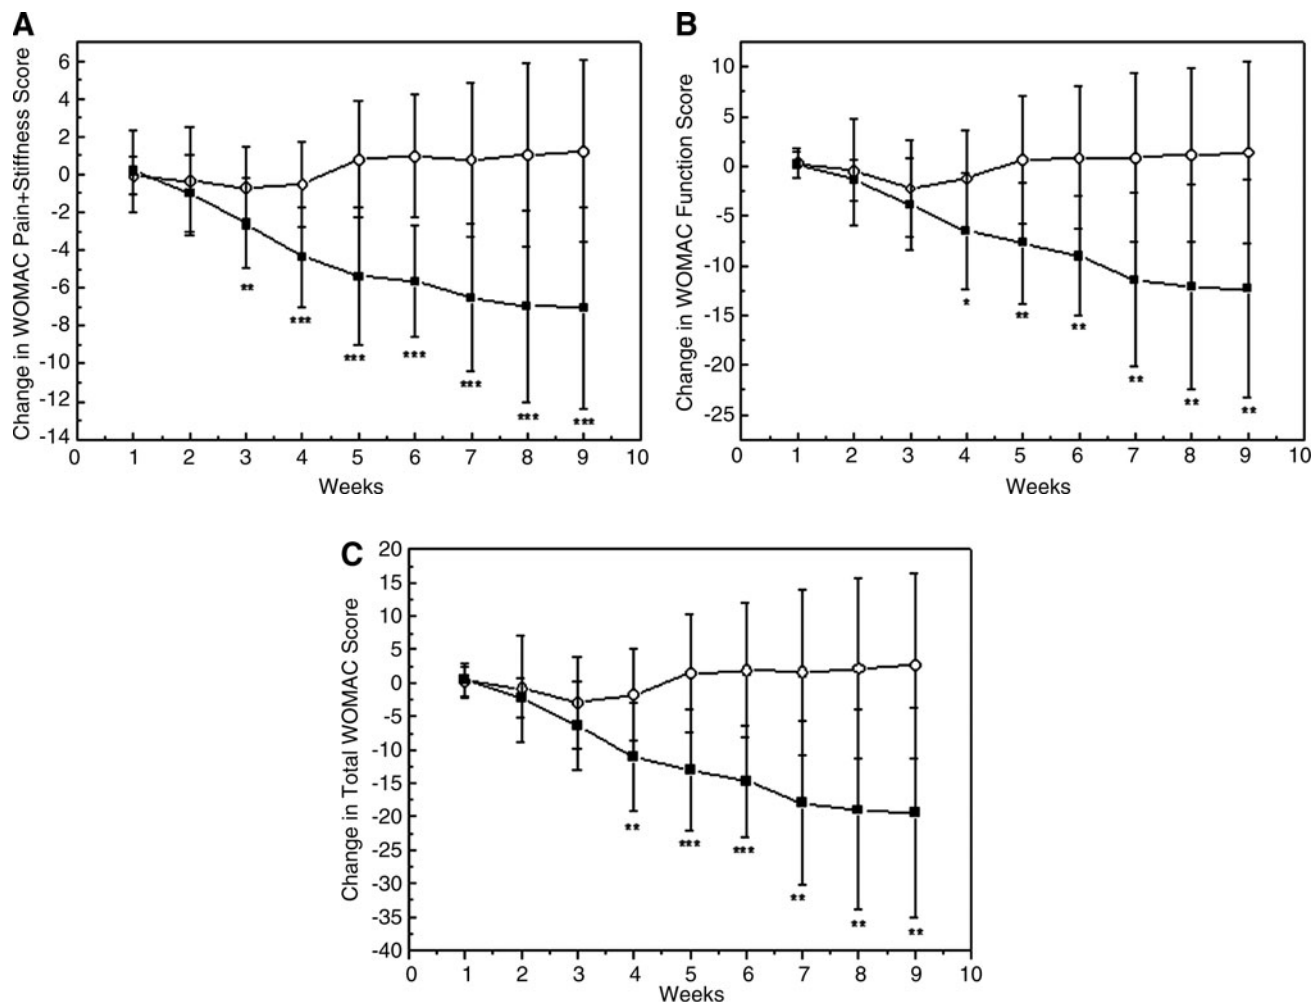 A
Change in WOMAC Pain+Stiffness Score
6
4
2
0
-2
-4
-6
-8
-10
-12
-14
** *** *** *** *** *** ***
0 1 2 3 4 5 6 7 8 9 10
Weeks
B
Change in WOMAC Function Score
10
5
0
-5
-10
-15
-20
-25
* ** ** ** ** **
0 1 2 3 4 5 6 7 8 9 10
Weeks
C
Change in Total WOMAC Score
20
15
10
5
0
-5
-10
-15
-20
-25
-30
-35
-40
** *** *** ** ** **
0 1 2 3 4 5 6 7 8 9 10
Weeks